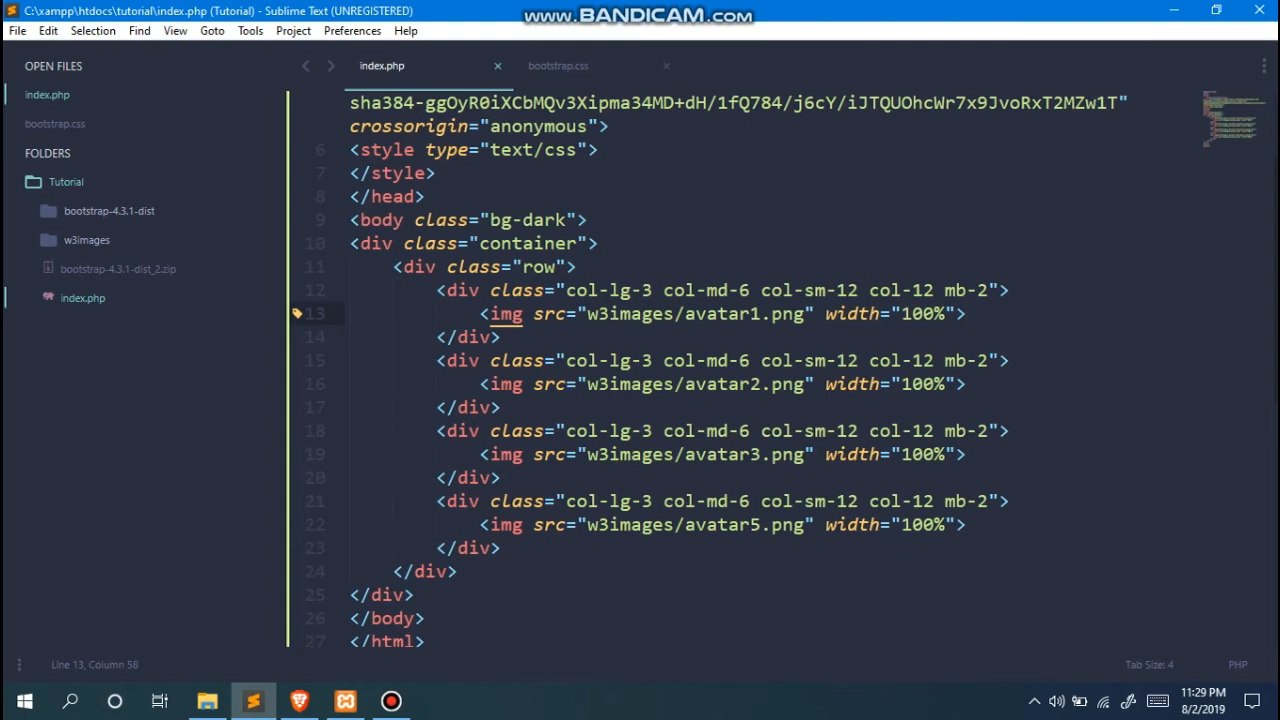 C:\xampp\htdocs\tutorial\index.php (Tutorial) - Sublime Text (UNREGISTERED)
www.BANDICAM.com
File Edit Selection Find View Goto Tools Project Preferences Help
OPEN FILES
index.php
bootstrap.css
FOLDERS
Tutorial
bootstrap-4.3.1-dist
w3images
bootstrap-4.3.1-dist_2.zip
index.php
index.php
bootstrap.css
sha384-ggOyR0iXCbMQv3Xipma34MD+dH/1fQ784/j6cY/iJTQUOhcWr7x9JvoRxT2MZw1T"
crossorigin="anonymous">
6 <style type="text/css">
7 </style>
8 </head>
9 <body class="bg-dark">
10 <div class="container">
11 <div class="row">
12 <div class="col-lg-3 col-md-6 col-sm-12 col-12 mb-2">
13 <img src="w3images/avatar1.png" width="100%">
14 </div>
15 <div class="col-lg-3 col-md-6 col-sm-12 col-12 mb-2">
16 <img src="w3images/avatar2.png" width="100%">
17 </div>
18 <div class="col-lg-3 col-md-6 col-sm-12 col-12 mb-2">
19 <img src="w3images/avatar3.png" width="100%">
20 </div>
21 <div class="col-lg-3 col-md-6 col-sm-12 col-12 mb-2">
22 <img src="w3images/avatar5.png" width="100%">
23 </div>
24 </div>
25 </div>
26 </body>
27 </html>
Line 13, Column 58
Tab Size: 4
PHP
11:29 PM
8/2/2019